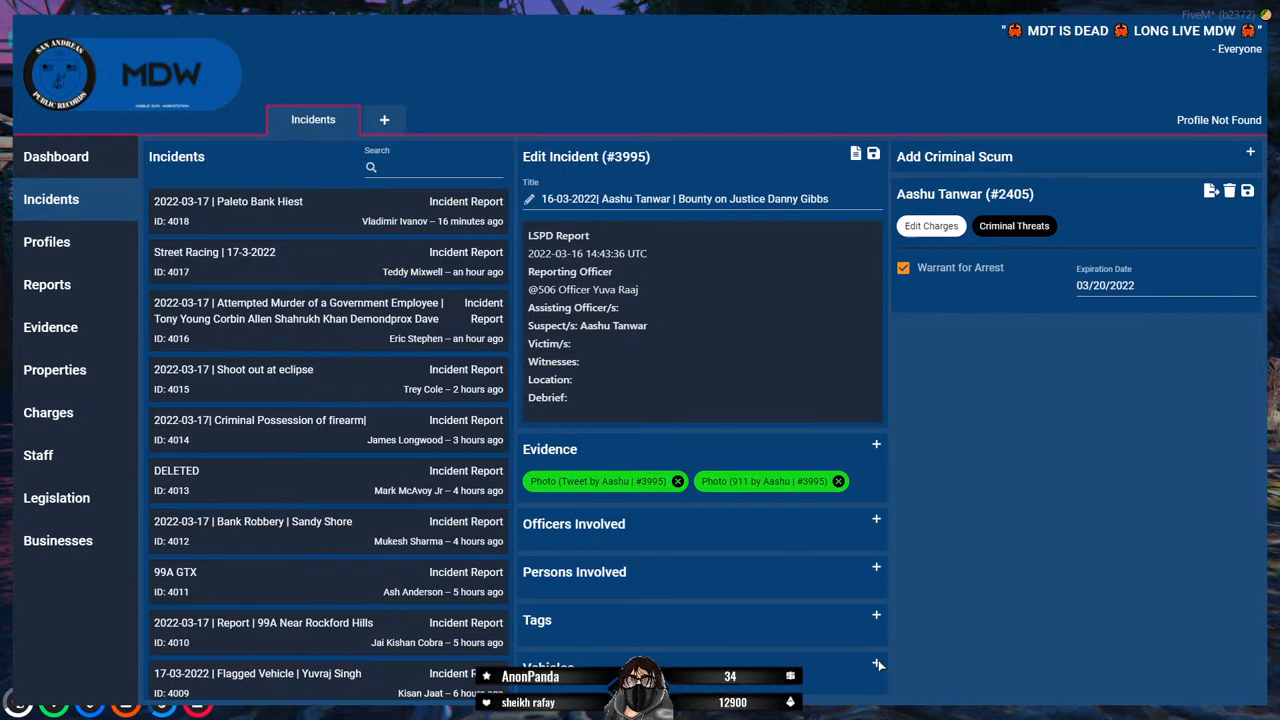 FiveM* (b2372)
" MDT IS DEAD LONG LIVE MDW "
- Everyone
SAN ANDREAS
PUBLIC RECORDS
MDW
Incidents
+
Profile Not Found
Dashboard
Incidents
Profiles
Reports
Evidence
Properties
Charges
Staff
Legislation
Businesses
Incidents
Search
2022-03-17 | Paleto Bank Hiest Incident Report
ID: 4018 Vladimir Ivanov – 16 minutes ago
Street Racing | 17-3-2022 Incident Report
ID: 4017 Teddy Mixwell – an hour ago
2022-03-17 | Attempted Murder of a Government Employee | Incident
Tony Young Corbin Allen Shahrukh Khan Demondprox Dave Report
ID: 4016 Eric Stephen – an hour ago
2022-03-17 | Shoot out at eclipse Incident Report
ID: 4015 Trey Cole – 2 hours ago
2022-03-17| Criminal Possession of firearm| Incident Report
ID: 4014 James Longwood – 3 hours ago
DELETED Incident Report
ID: 4013 Mark McAvoy Jr – 4 hours ago
2022-03-17 | Bank Robbery | Sandy Shore Incident Report
ID: 4012 Mukesh Sharma – 4 hours ago
99A GTX Incident Report
ID: 4011 Ash Anderson – 5 hours ago
2022-03-17 | Report | 99A Near Rockford Hills Incident Report
ID: 4010 Jai Kishan Cobra – 5 hours ago
17-03-2022 | Flagged Vehicle | Yuvraj Singh Incident Report
ID: 4009 Kisan Jaat – 6 hours ago
Edit Incident (#3995)
Title
16-03-2022| Aashu Tanwar | Bounty on Justice Danny Gibbs
LSPD Report
2022-03-16 14:43:36 UTC
Reporting Officer
@506 Officer Yuva Raaj
Assisting Officer/s:
Suspect/s: Aashu Tanwar
Victim/s:
Witnesses:
Location:
Debrief:
Evidence +
Photo (Tweet by Aashu | #3995) Photo (911 by Aashu | #3995)
Officers Involved +
Persons Involved +
Tags +
Vehicles +
Add Criminal Scum +
Aashu Tanwar (#2405)
Edit Charges Criminal Threats
Warrant for Arrest
Expiration Date
03/20/2022
AnonPanda 34
sheikh rafay 12900